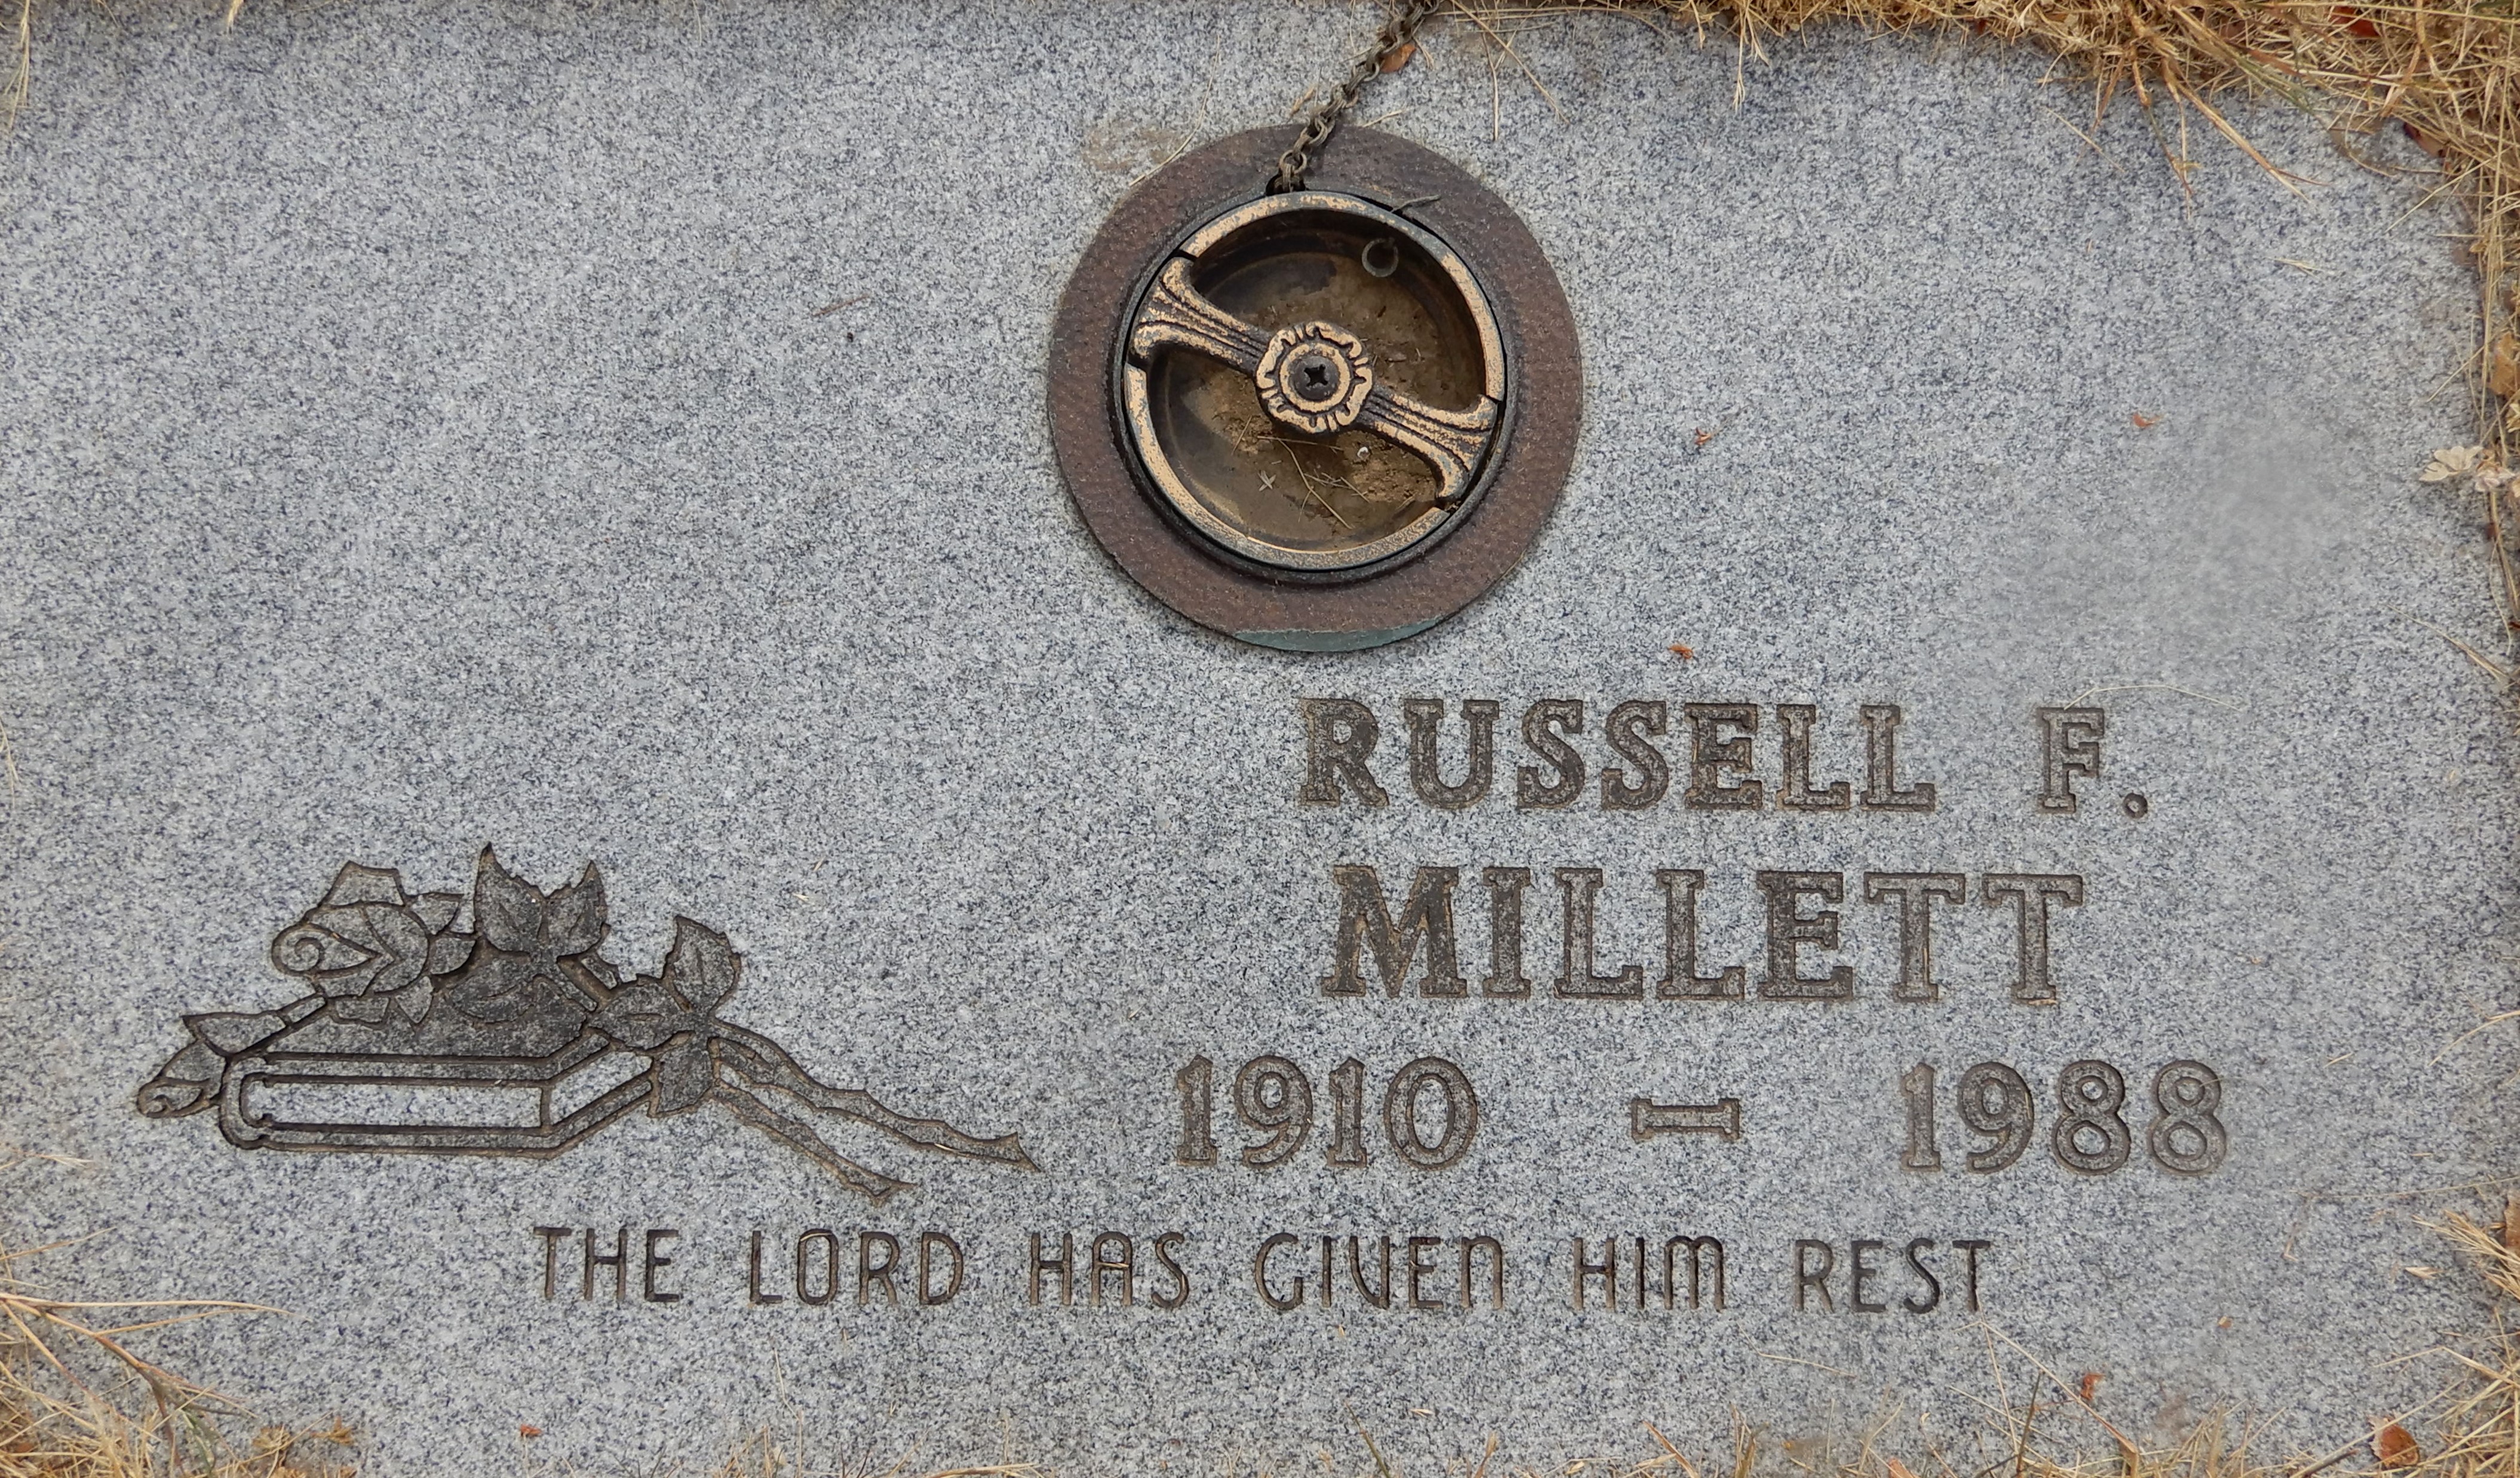 RUSSELL F.
MILLETT
1910 - 1988
THE LORD HAS GIVEN HIM REST